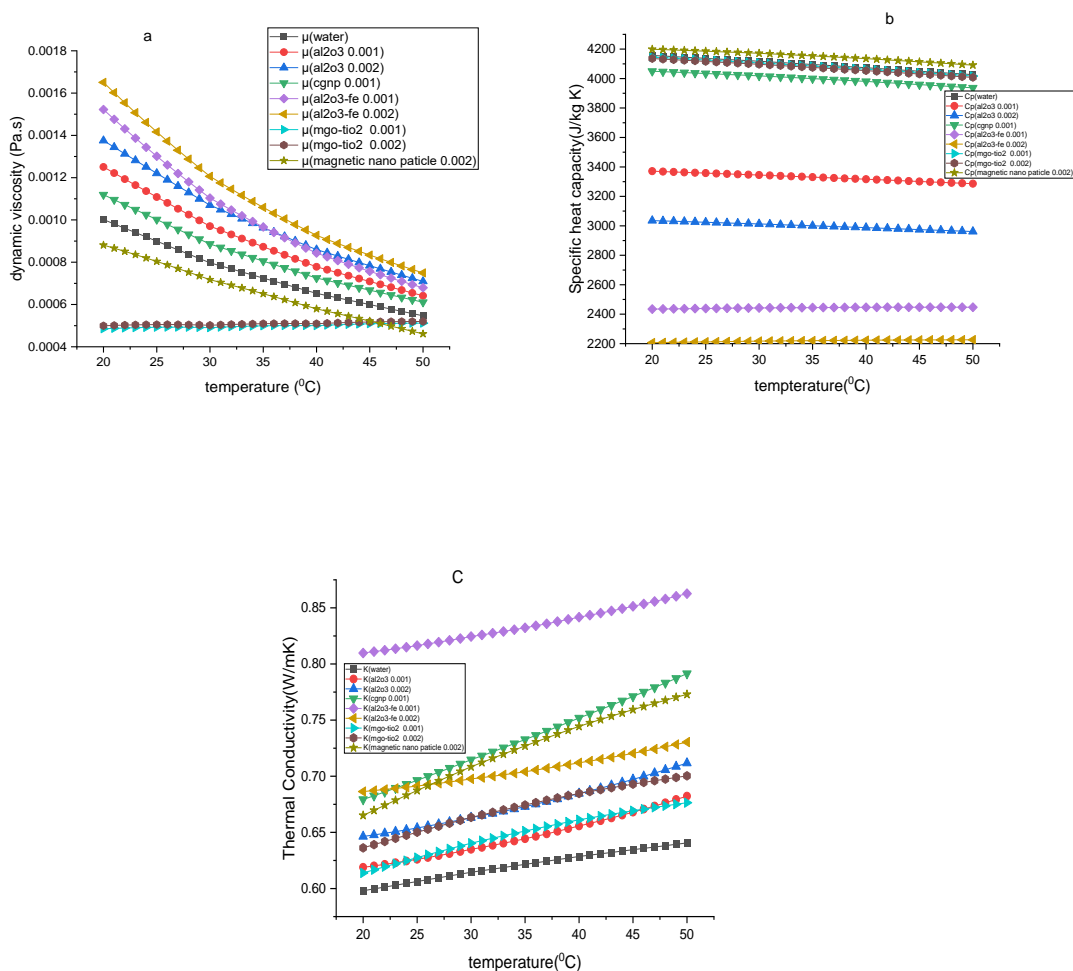 a
0.0018
0.0016
0.0014
0.0012
0.0010
0.0008
0.0006
0.0004
dynamic viscosity (Pa.s)
20 25 30 35 40 45 50
temperature (⁰C)
μ(water)
μ(al2o3 0.001)
μ(al2o3 0.002)
μ(cgnp 0.001)
μ(al2o3-fe 0.001)
μ(al2o3-fe 0.002)
μ(mgo-tio2 0.001)
μ(mgo-tio2 0.002)
μ(magnetic nano paticle 0.002)
b
4200
4000
3800
3600
3400
3200
3000
2800
2600
2400
2200
Specific heat capacity(J/kg K)
20 25 30 35 40 45 50
tempterature(⁰C)
Cp(water)
Cp(al2o3 0.001)
Cp(al2o3 0.002)
Cp(cgnp 0.001)
Cp(al2o3-fe 0.001)
Cp(al2o3-fe 0.002)
Cp(mgo-tio2 0.001)
Cp(mgo-tio2 0.002)
Cp(magnetic nano paticle 0.002)
C
0.85
0.80
0.75
0.70
0.65
0.60
Thermal Conductivity(W/mK)
20 25 30 35 40 45 50
temperature(⁰C)
K(water)
K(al2o3 0.001)
K(al2o3 0.002)
K(cgnp 0.001)
K(al2o3-fe 0.001)
K(al2o3-fe 0.002)
K(mgo-tio2 0.001)
K(mgo-tio2 0.002)
K(magnetic nano paticle 0.002)